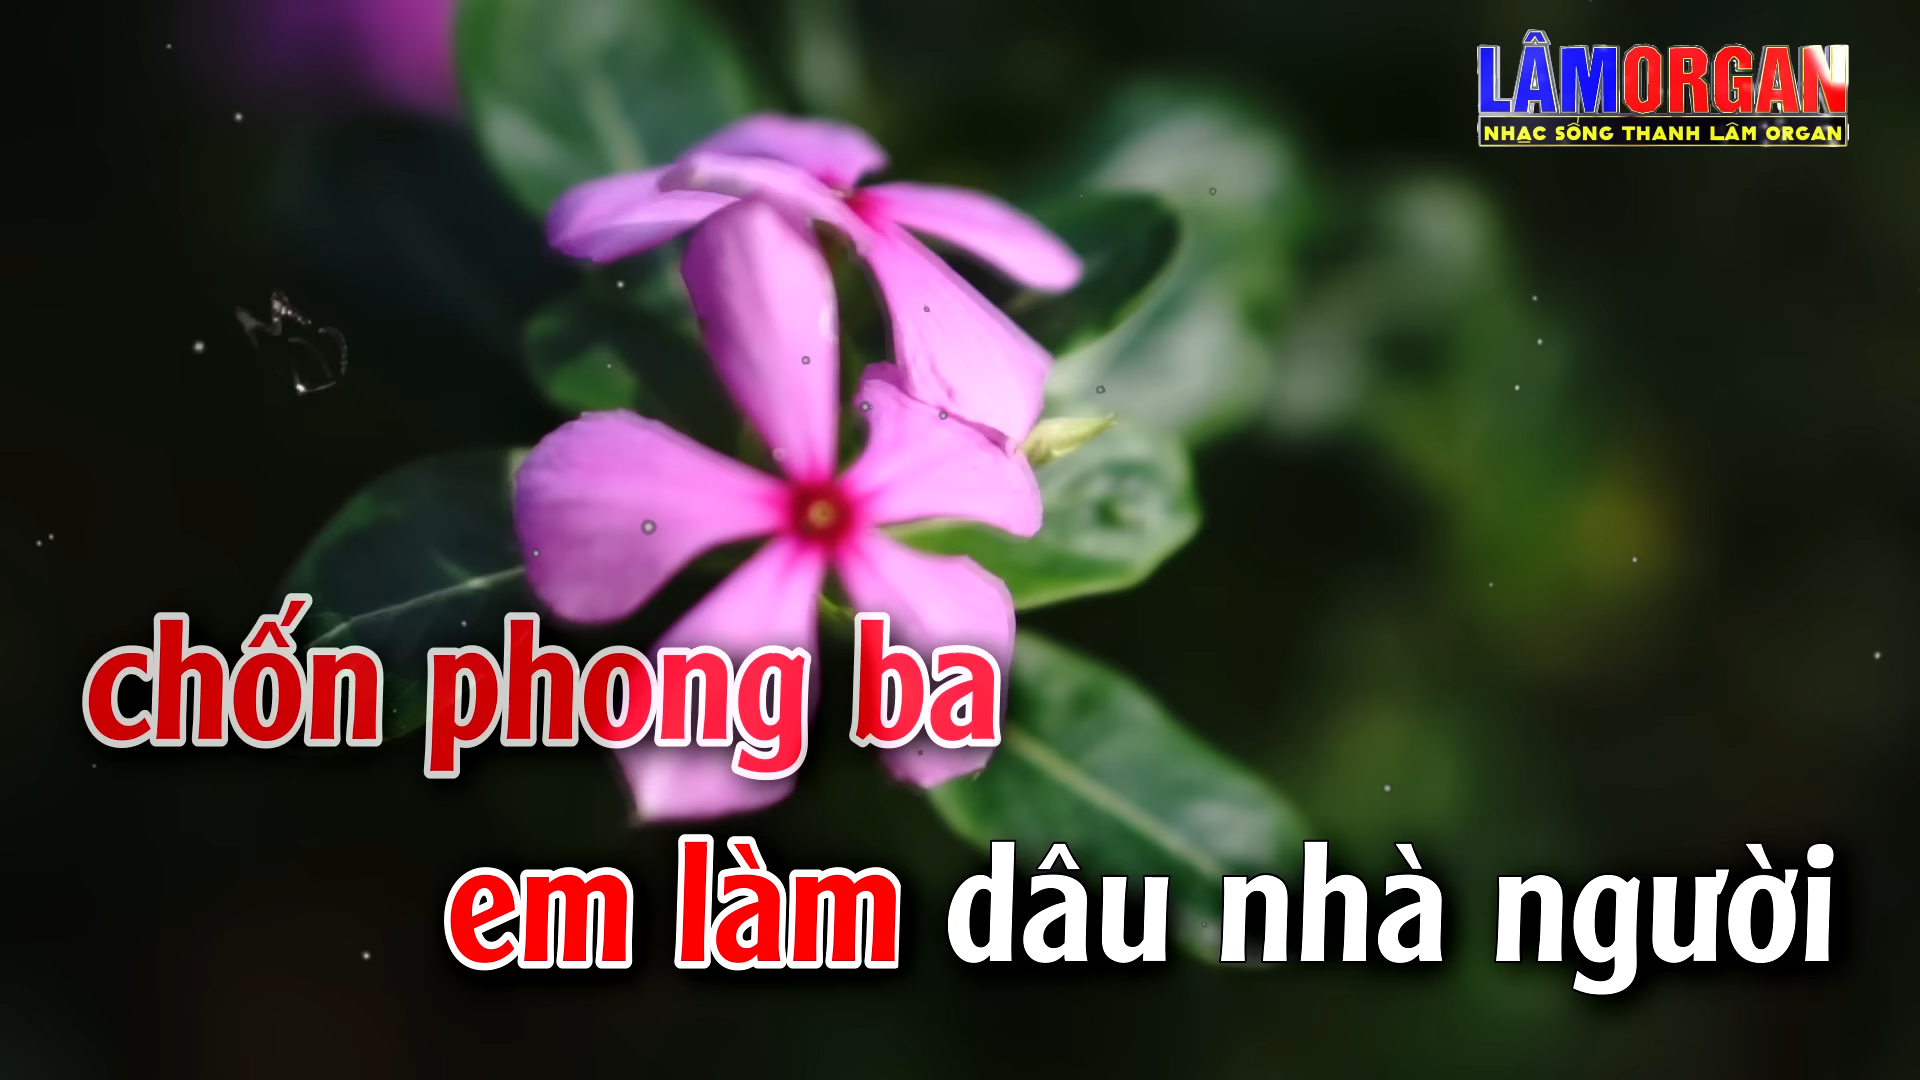 LÂMORGAN
NHẠC SỐNG THANH LÂM ORGAN
chốn phong ba
em làm dâu nhà người